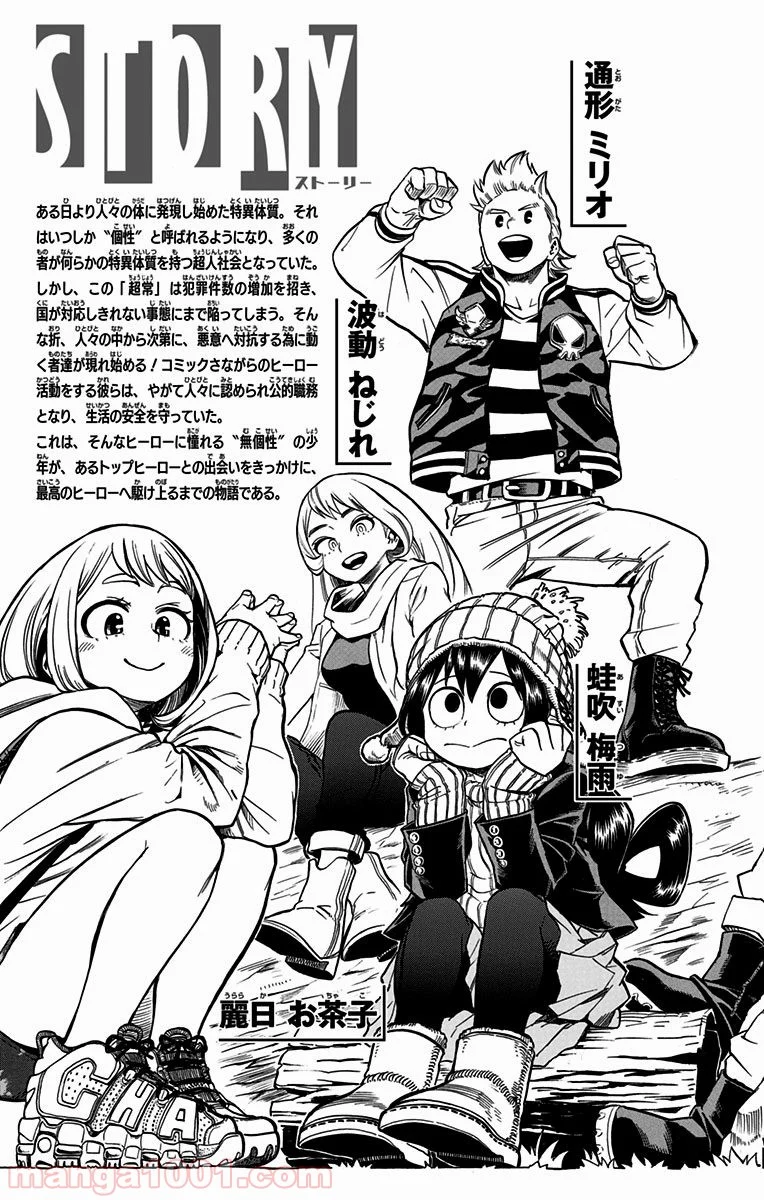 STORY
ストーリー
ある日より人々の体に発現し始めた特異体質。それ
はいつしか“個性”と呼ばれるようになり、多くの
者が何らかの特異体質を持つ超人社会となっていた。
しかし、この「超常」は犯罪件数の増加を招き、
国が対応しきれない事態にまで陥ってしまう。そん
な折、人々の中から次第に、悪意へ対抗する為に動
く者達が現れ始める！コミックさながらのヒーロー
活動をする彼らは、やがて人々に認められ公的職務
となり、生活の安全を守っていた。
これは、そんなヒーローに憧れる“無個性”の少
年が、あるトップヒーローとの出会いをきっかけに、
最高のヒーローへ駆け上るまでの物語である。
通形 ミリオ
波動 ねじれ
蛙吹 梅雨
麗日 お茶子
CHA
manga1001.com